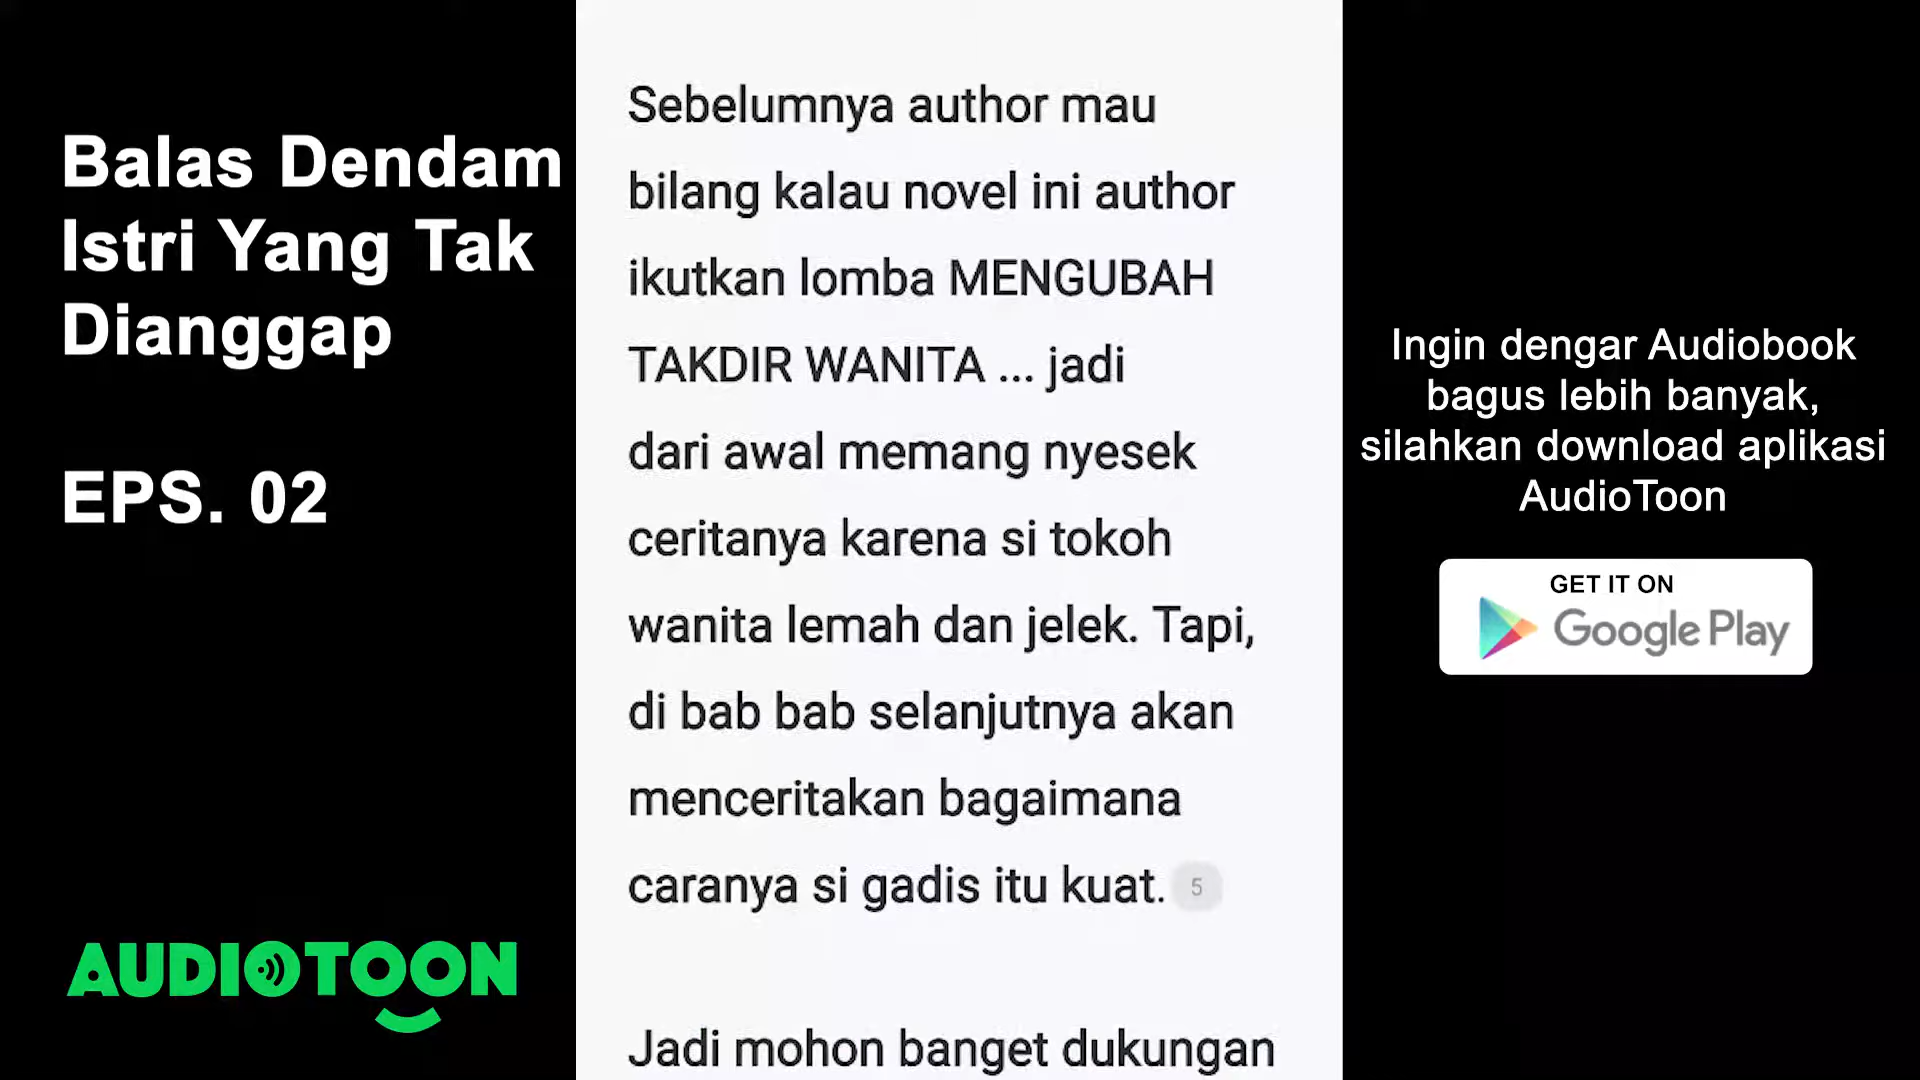 Balas Dendam
Istri Yang Tak
Dianggap
EPS. 02
AUDIOTOON
Sebelumnya author mau
bilang kalau novel ini author
ikutkan lomba MENGUBAH
TAKDIR WANITA ... jadi
dari awal memang nyesek
ceritanya karena si tokoh
wanita lemah dan jelek. Tapi,
di bab bab selanjutnya akan
menceritakan bagaimana
caranya si gadis itu kuat. 5
Jadi mohon banget dukungan
Ingin dengar Audiobook
bagus lebih banyak,
silahkan download aplikasi
AudioToon
GET IT ON
Google Play